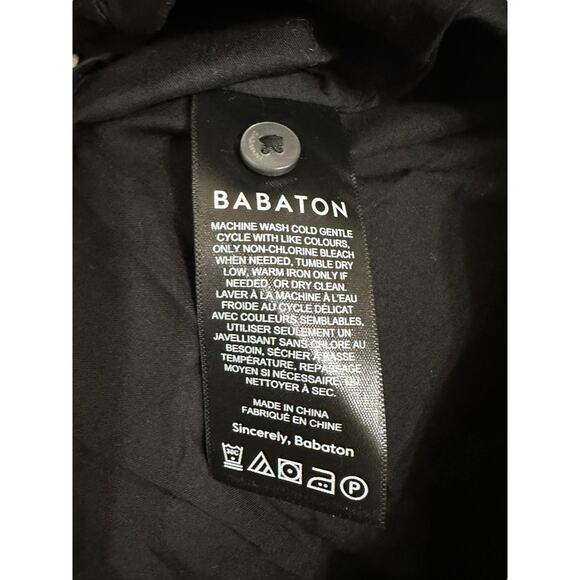 BABATON
MACHINE WASH COLD GENTLE
CYCLE WITH LIKE COLOURS,
ONLY NON-CHLORINE BLEACH
WHEN NEEDED, TUMBLE DRY
LOW, WARM IRON ONLY IF
NEEDED, OR DRY CLEAN.
LAVER À LA MACHINE À L'EAU
FROIDE AU CYCLE DÉLICAT
AVEC COULEURS SEMBLABLES,
UTILISER SEULEMENT UN
JAVELLISANT SANS CHLORE AU
BESOIN, SÉCHER À BASSE
TEMPÉRATURE, REPASSAGE
MOYEN SI NÉCESSAIRE, OU
NETTOYER À SEC.
MADE IN CHINA
FABRIQUÉ EN CHINE
Sincerely, Babaton
30C P